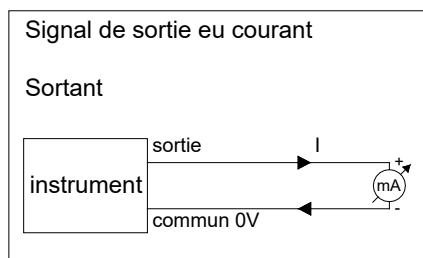 Signal de sortie eu courant
Sortant
sortie
I
+
instrument
mA
-
commun 0V